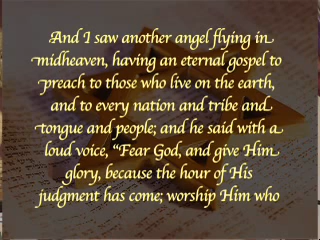 And I saw another angel flying in
midheaven, having an eternal gospel to
preach to those who live on the earth,
and to every nation and tribe and
tongue and people; and he said with a
loud voice, “Fear God, and give Him
glory, because the hour of His
judgment has come; worship Him who